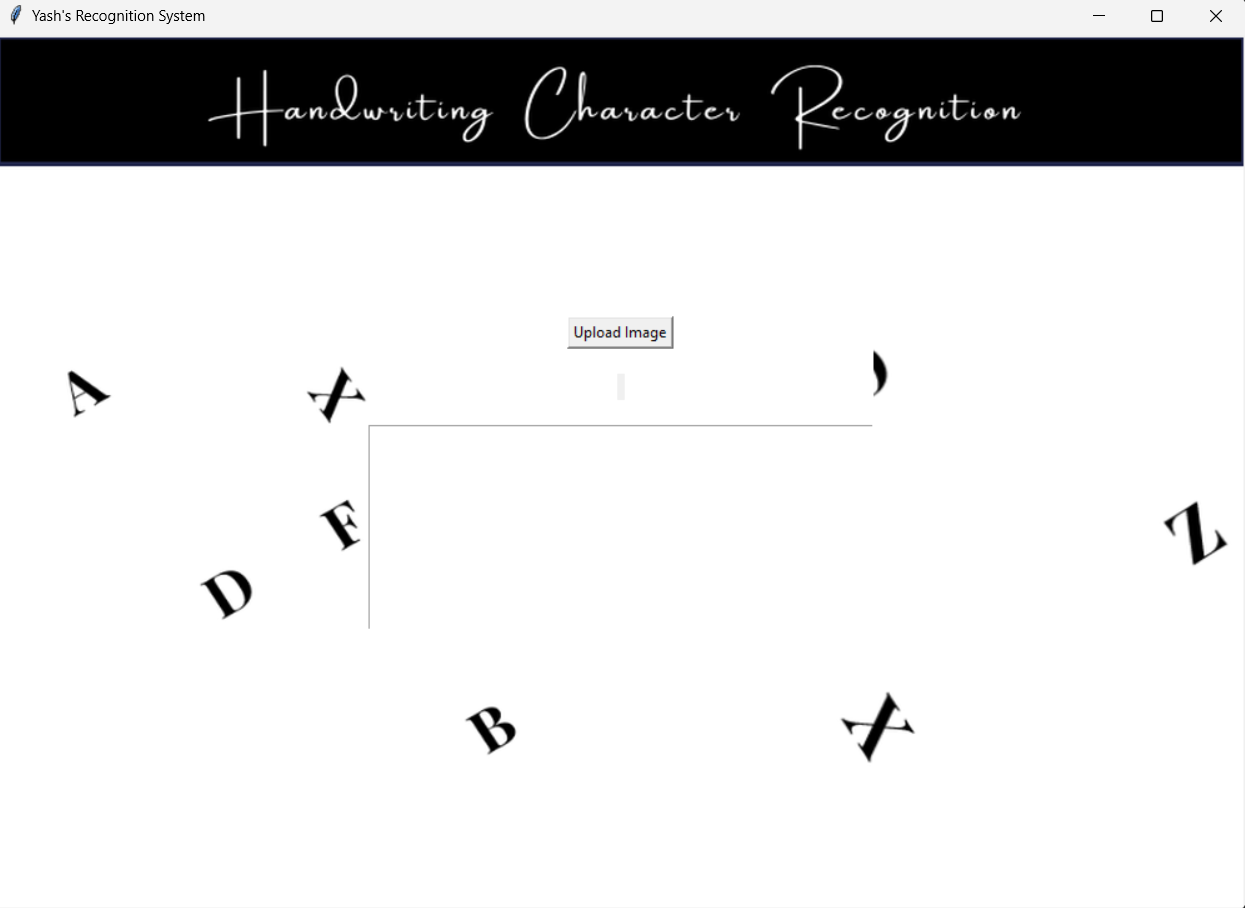 Yash's Recognition System
Handwriting Character Recognition
Upload Image
A
X
F
Z
D
B
X